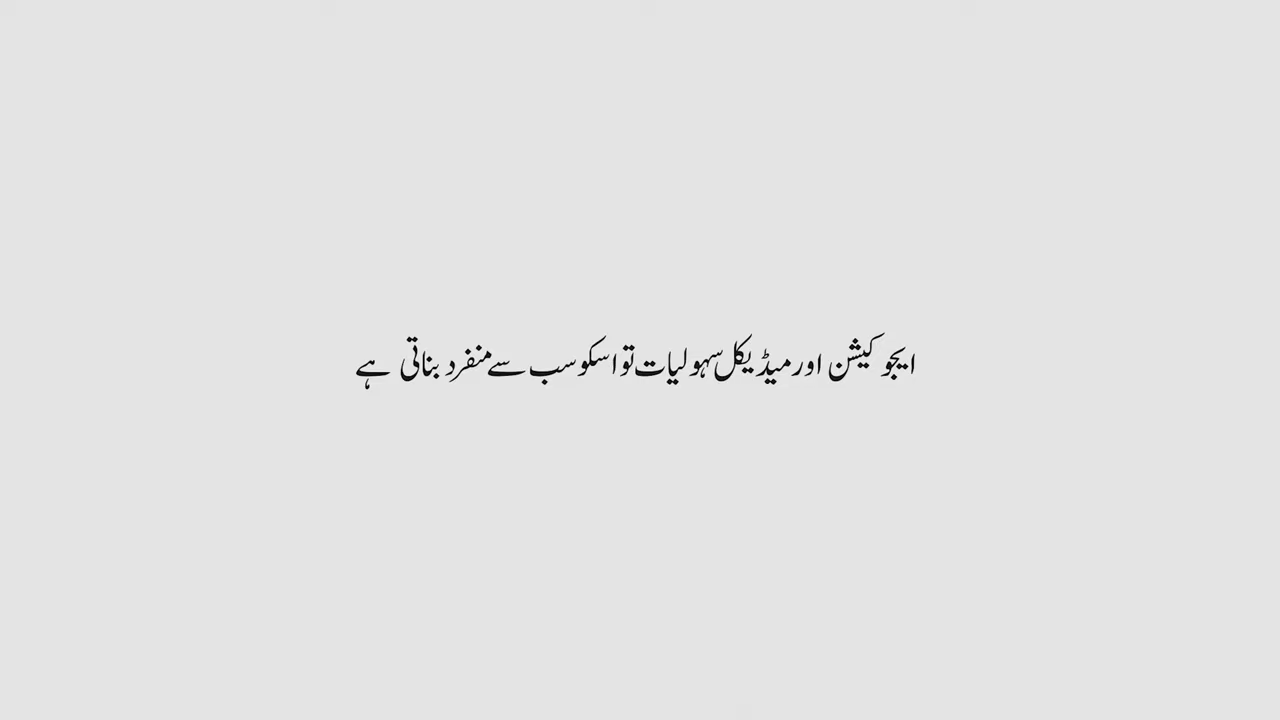 ایجوکیشن اور میڈیکل سہولیات تو اسکو سب سے منفرد بناتی ہے